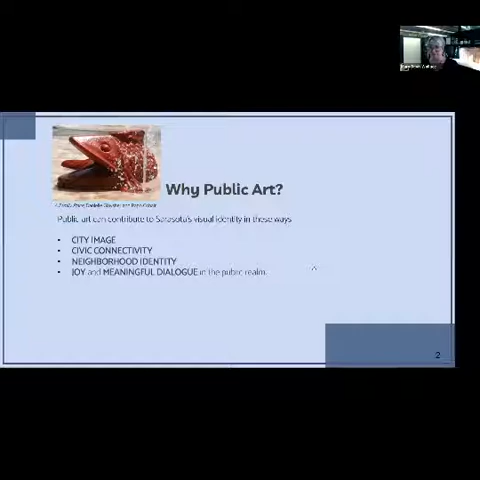 Why Public Art?
Public art can contribute to Sarasota's visual identity in these ways
• CITY IMAGE
• CIVIC CONNECTIVITY
• NEIGHBORHOOD IDENTITY
• JOY and MEANINGFUL DIALOGUE in the public realm.
2